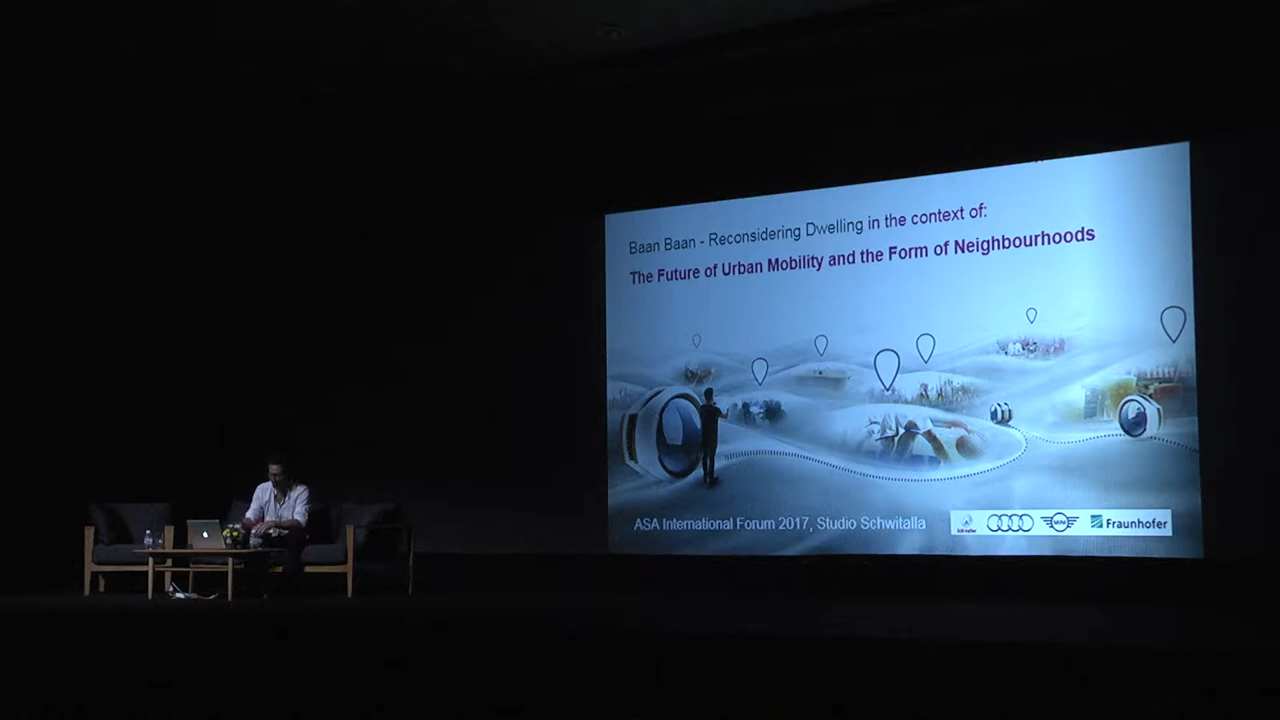 Baan Baan - Reconsidering Dwelling in the context of:
The Future of Urban Mobility and the Form of Neighbourhoods
ASA International Forum 2017, Studio Schwitalla
MINI
Fraunhofer